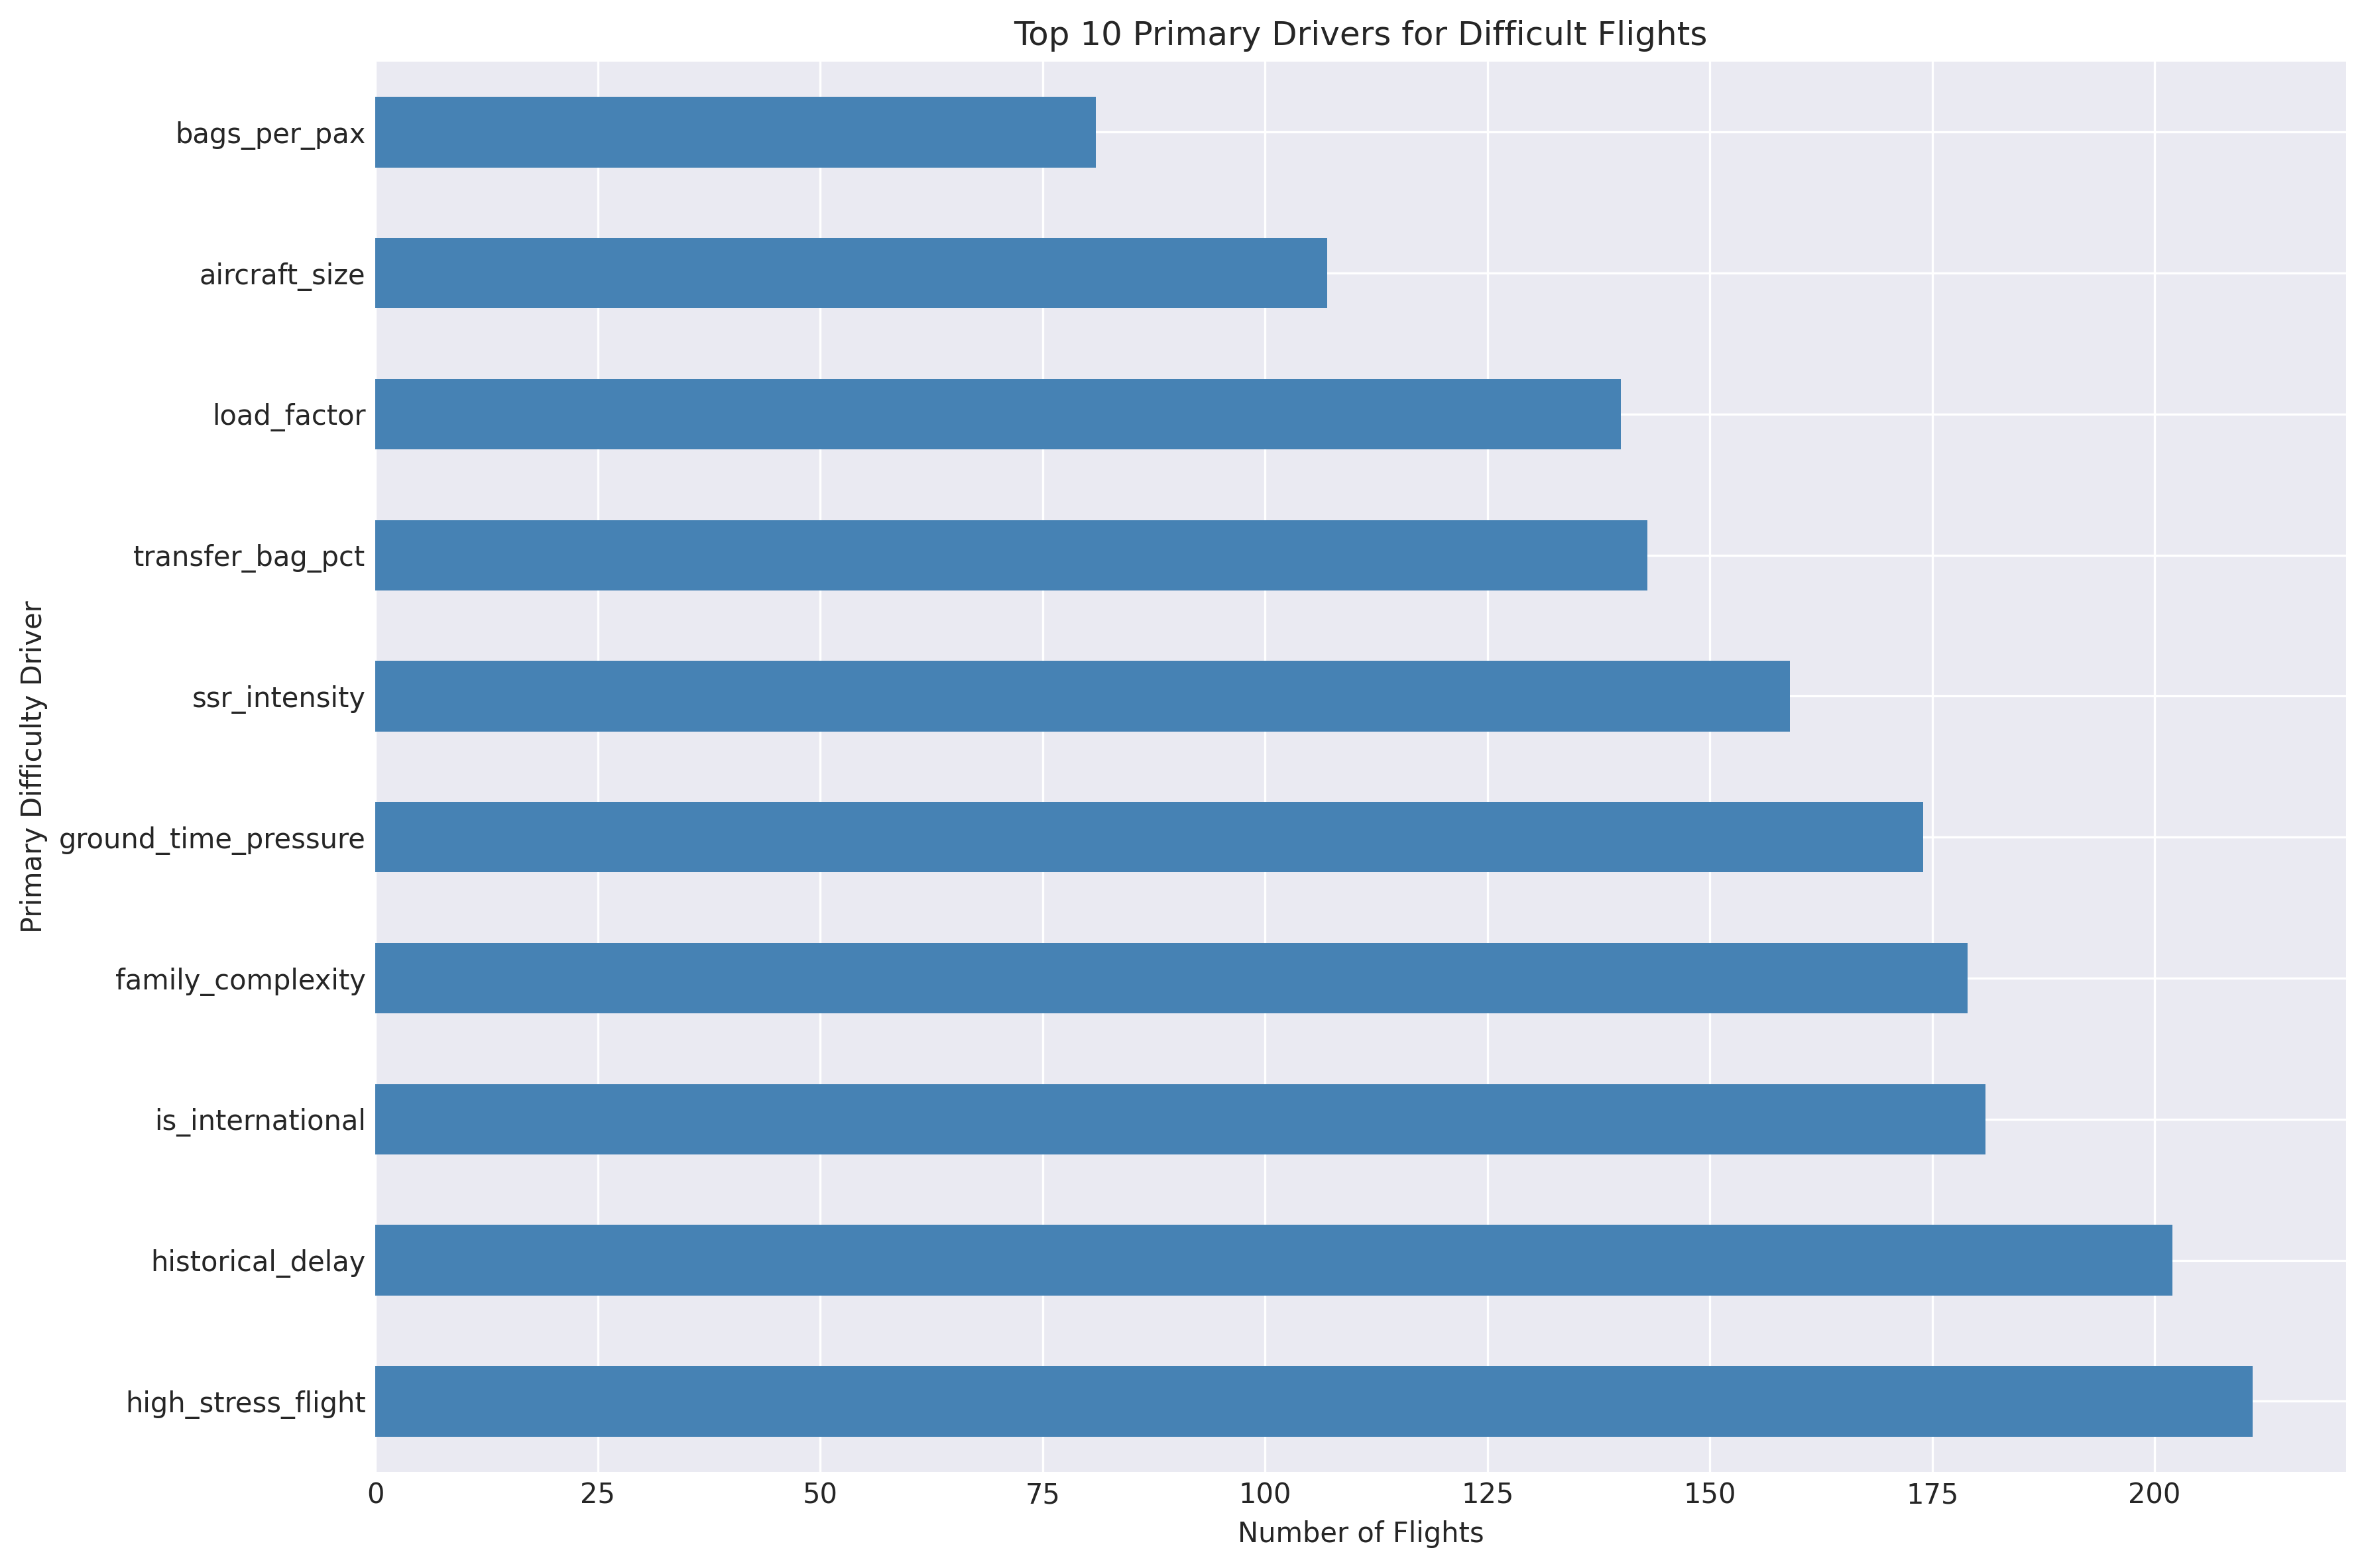 Top 10 Primary Drivers for Difficult Flights
Primary Difficulty Driver
bags_per_pax
aircraft_size
load_factor
transfer_bag_pct
ssr_intensity
ground_time_pressure
family_complexity
is_international
historical_delay
high_stress_flight
0 25 50 75 100 125 150 175 200
Number of Flights